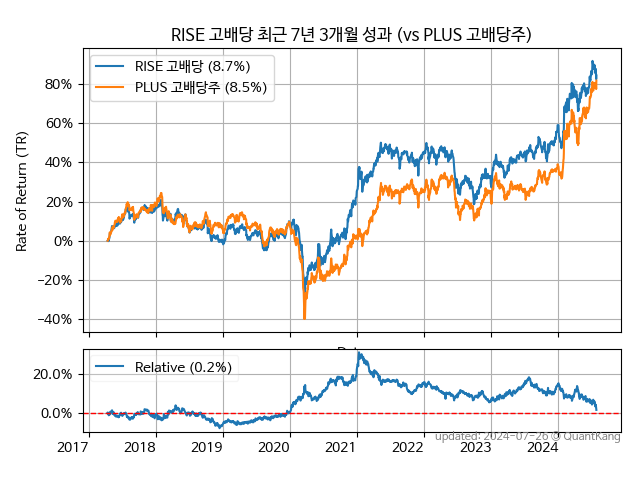 RISE 고배당 최근 7년 3개월 성과 (vs PLUS 고배당주)
RISE 고배당 (8.7%)
PLUS 고배당주 (8.5%)
Rate of Return (TR)
80%
60%
40%
20%
0%
−20%
−40%
Relative (0.2%)
20.0%
0.0%
2017 2018 2019 2020 2021 2022 2023 2024
updated: 2024-07-26 © QuantKang